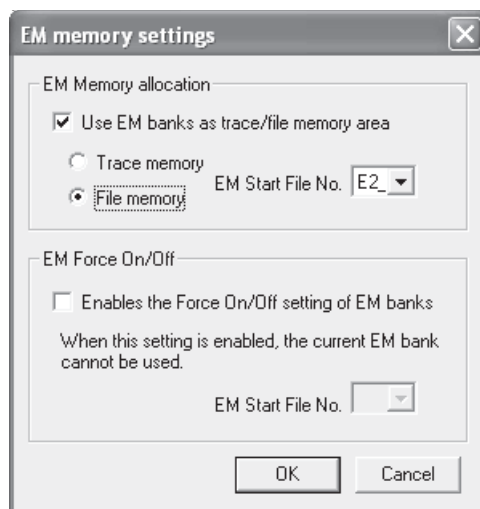 EM memory settings
EM Memory allocation
Use EM banks as trace/file memory area
Trace memory
File memory
EM Start File No. E2_
EM Force On/Off
Enables the Force On/Off setting of EM banks
When this setting is enabled, the current EM bank
cannot be used.
EM Start File No.
OK Cancel